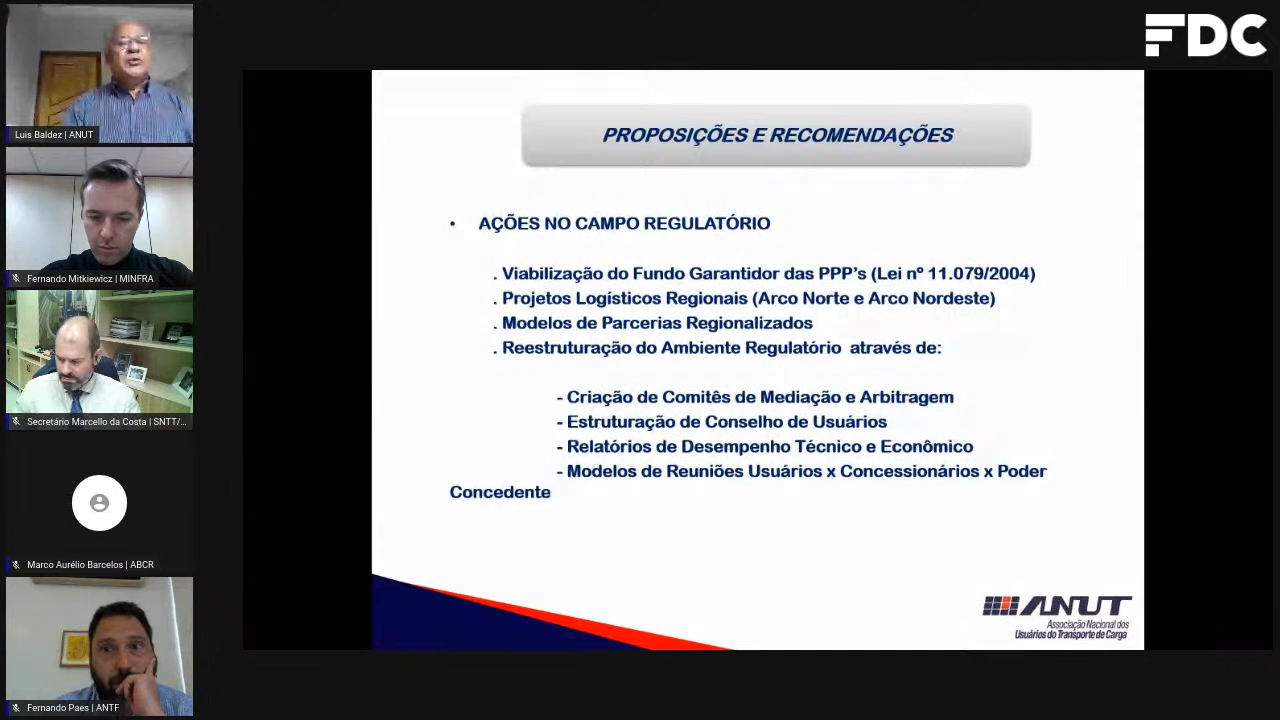 FDC
Luis Baldez | ANUT
Fernando Mitkiewicz | MINFRA
Secretário Marcello da Costa | SNTT/...
Marco Aurélio Barcelos | ABCR
Fernando Paes | ANTF
PROPOSIÇÕES E RECOMENDAÇÕES
• AÇÕES NO CAMPO REGULATÓRIO
. Viabilização do Fundo Garantidor das PPP's (Lei nº 11.079/2004)
. Projetos Logísticos Regionais (Arco Norte e Arco Nordeste)
. Modelos de Parcerias Regionalizados
. Reestruturação do Ambiente Regulatório através de:
- Criação de Comitês de Mediação e Arbitragem
- Estruturação de Conselho de Usuários
- Relatórios de Desempenho Técnico e Econômico
- Modelos de Reuniões Usuários x Concessionários x Poder
Concedente
ANUT
Associação Nacional dos
Usuários do Transporte de Carga